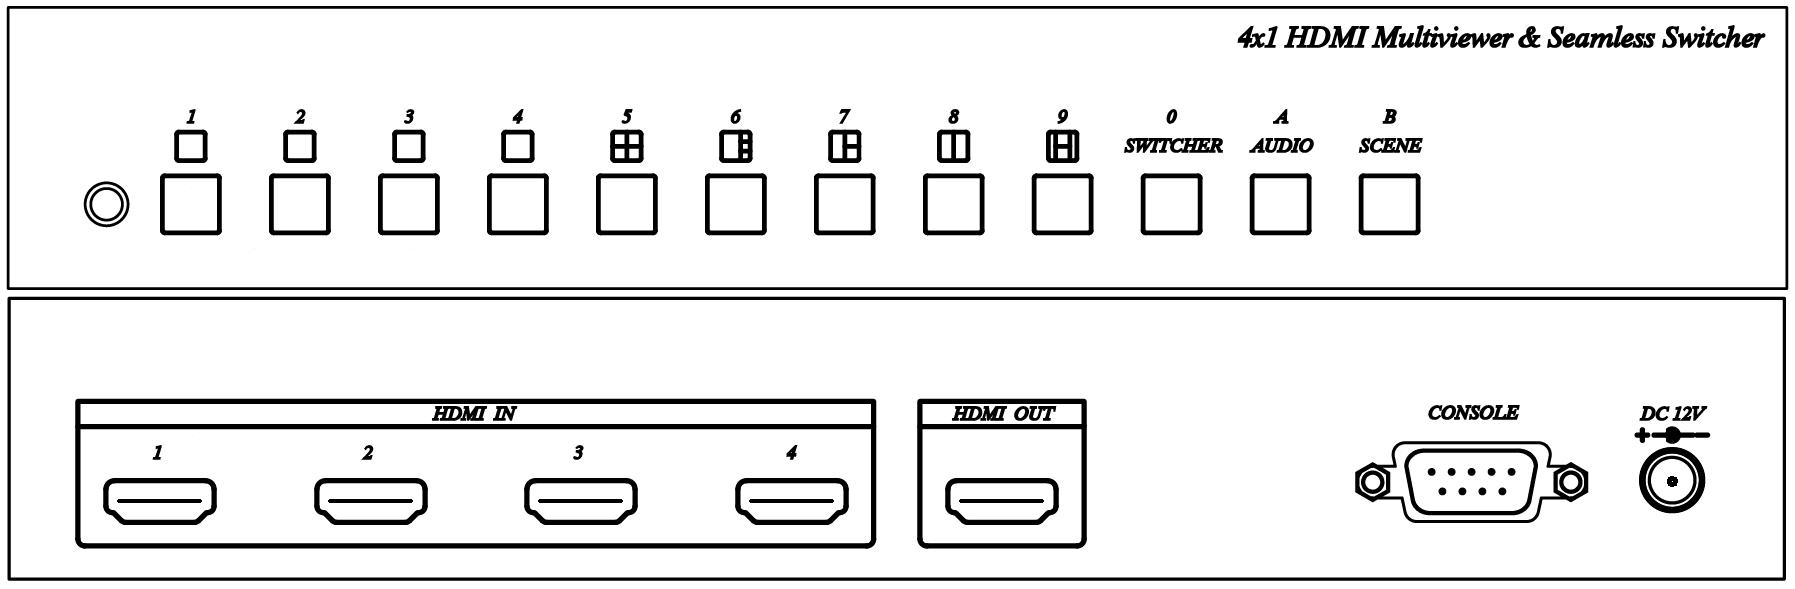 4x1 HDMI Multiviewer & Seamless Switcher
1 2 3 4 5 6 7 8 9 0 A B
SWITCHER AUDIO SCENE
HDMI IN HDMI OUT CONSOLE DC 12V
+ −
1 2 3 4